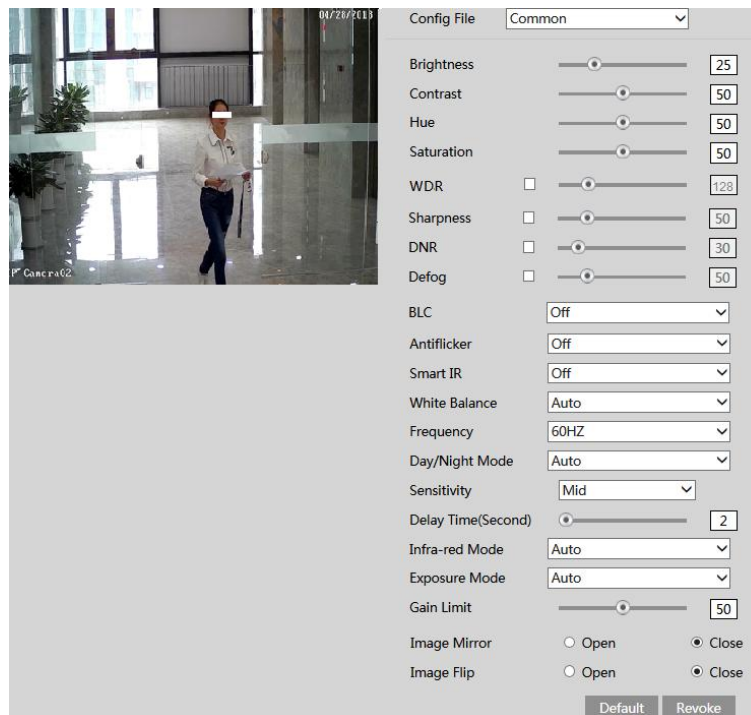 04/28/2018
Camera02
Config File Common
Brightness 25
Contrast 50
Hue 50
Saturation 50
WDR 128
Sharpness 50
DNR 30
Defog 50
BLC Off
Antiflicker Off
Smart IR Off
White Balance Auto
Frequency 60HZ
Day/Night Mode Auto
Sensitivity Mid
Delay Time(Second) 2
Infra-red Mode Auto
Exposure Mode Auto
Gain Limit 50
Image Mirror Open Close
Image Flip Open Close
Default Revoke